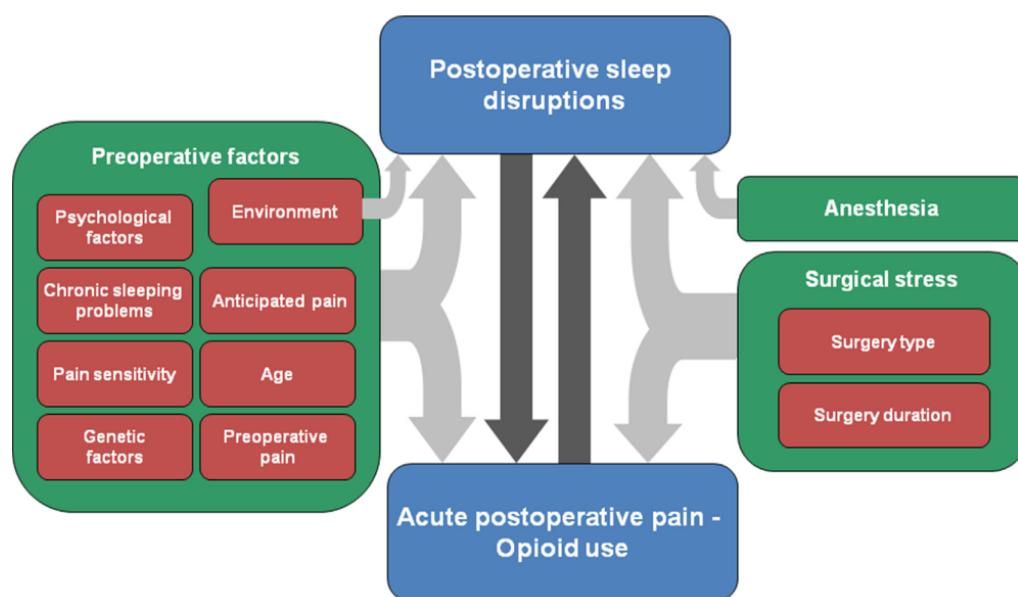 Postoperative sleep
disruptions
Preoperative factors
Psychological
factors
Environment
Chronic sleeping
problems
Anticipated pain
Pain sensitivity
Age
Genetic
factors
Preoperative
pain
Anesthesia
Surgical stress
Surgery type
Surgery duration
Acute postoperative pain -
Opioid use